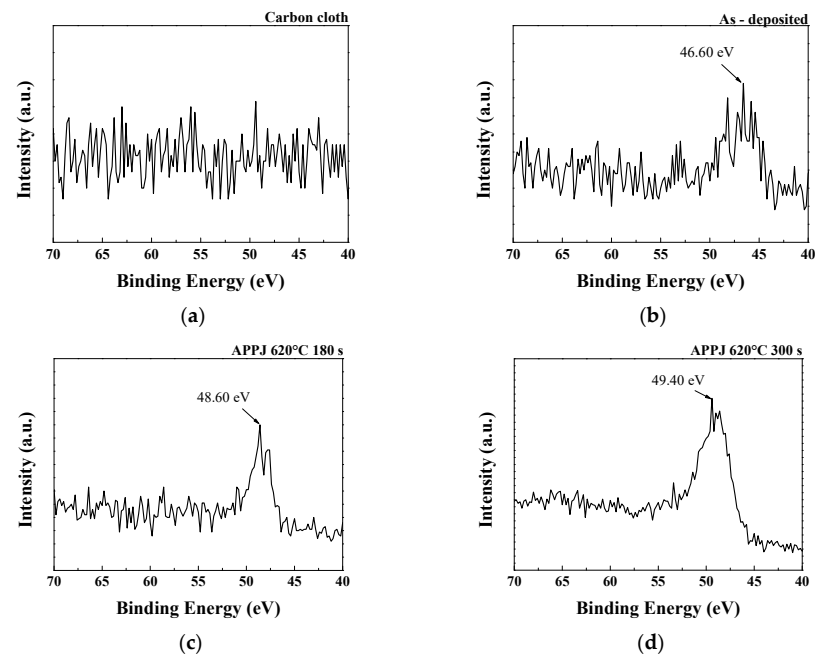 Carbon cloth
Intensity (a.u.)
70 65 60 55 50 45 40
Binding Energy (eV)
(a)
As - deposited
46.60 eV
Intensity (a.u.)
70 65 60 55 50 45 40
Binding Energy (eV)
(b)
APPJ 620°C 180 s
48.60 eV
Intensity (a.u.)
70 65 60 55 50 45 40
Binding Energy (eV)
(c)
APPJ 620°C 300 s
49.40 eV
Intensity (a.u.)
70 65 60 55 50 45 40
Binding Energy (eV)
(d)